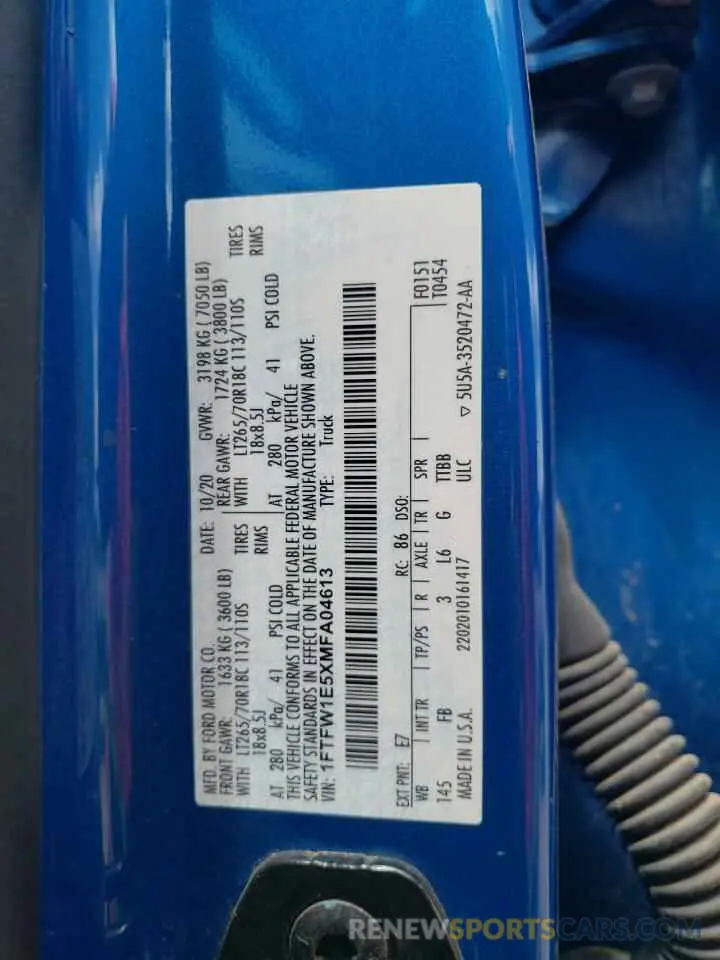 MFD. BY FORD MOTOR CO. DATE: 10/20 GVWR: 3198 KG ( 7050 LB)
FRONT GAWR: 1633 KG ( 3600 LB) REAR GAWR: 1724 KG ( 3800 LB)
WITH LT265/70R18C 113/110S TIRES WITH LT265/70R18C 113/110S TIRES
18x8.5J RIMS 18x8.5J RIMS
AT 280 kPa/ 41 PSI COLD AT 280 kPa/ 41 PSI COLD
THIS VEHICLE CONFORMS TO ALL APPLICABLE FEDERAL MOTOR VEHICLE
SAFETY STANDARDS IN EFFECT ON THE DATE OF MANUFACTURE SHOWN ABOVE.
VIN: 1FTFW1E5XMFA04613 TYPE: Truck
EXT PNT: E7 RC: 86 DSO: F0151
WB INT TR TP/PS R AXLE TR SPR T0454
145 FB 3 L6 G TTBB
MADE IN U.S.A. 2202010161417 UILC ▽ 5U5A-3520472-AA
RENEWSPORTSCARS.COM